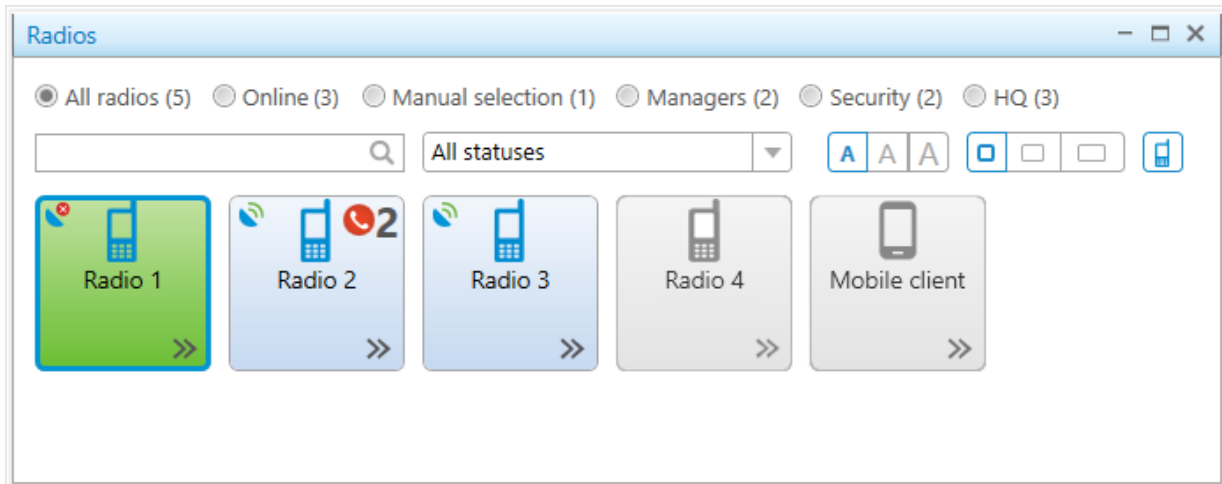 Radios
All radios (5) Online (3) Manual selection (1) Managers (2) Security (2) HQ (3)
All statuses A A A
2
Radio 1 Radio 2 Radio 3 Radio 4 Mobile client